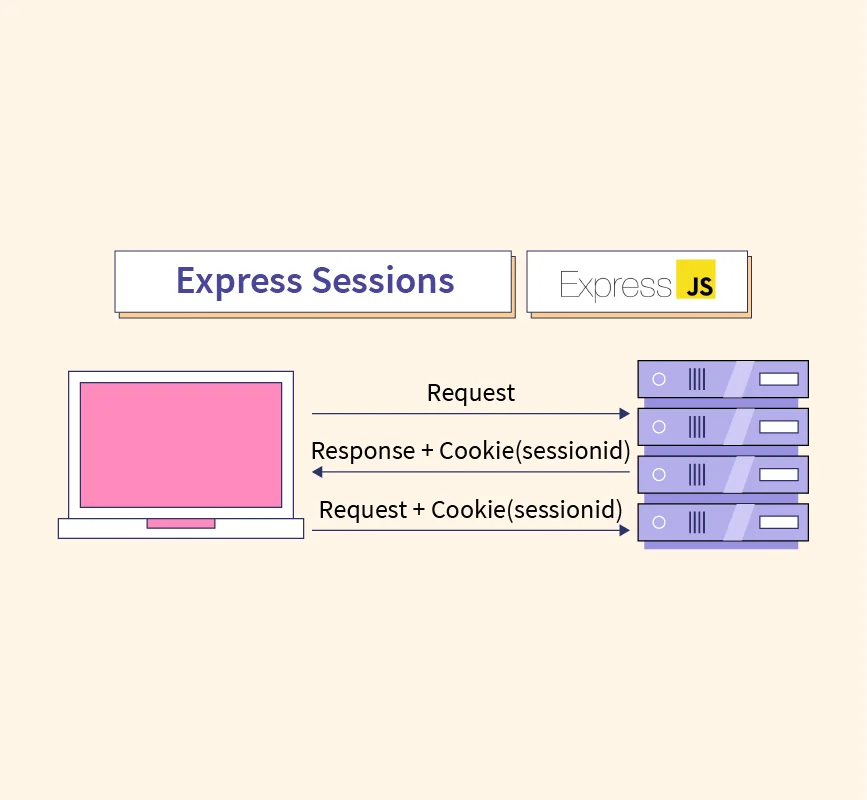 Express Sessions
Express JS
Request
Response + Cookie(sessionid)
Request + Cookie(sessionid)